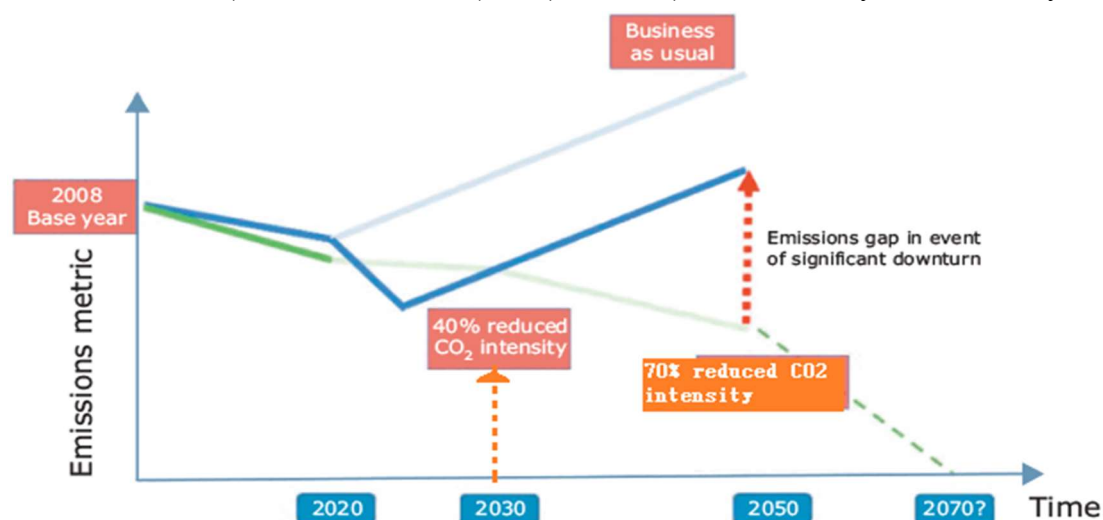 Business
as usual
2008
Base year
Emissions metric
Emissions gap in event
of significant downturn
40% reduced
CO₂ intensity
70% reduced CO2
intensity
2020
2030
2050
2070?
Time